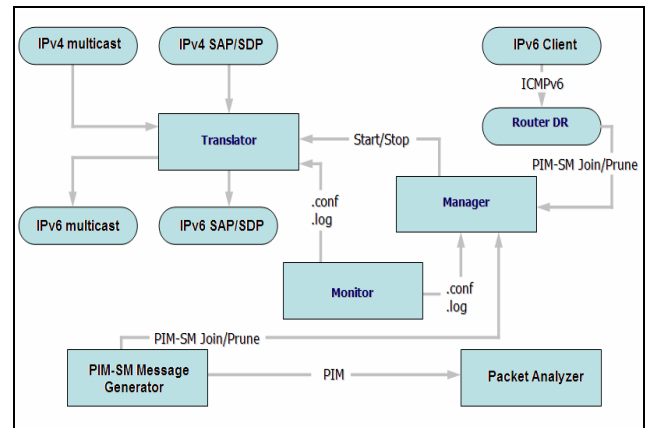 IPv4 multicast
IPv4 SAP/SDP
IPv6 Client
ICMPv6
Router DR
Translator
Start/Stop
PIM-SM Join/Prune
Manager
.conf
.log
IPv6 multicast
IPv6 SAP/SDP
Monitor
.conf
.log
PIM-SM Join/Prune
PIM-SM Message
Generator
PIM
Packet Analyzer